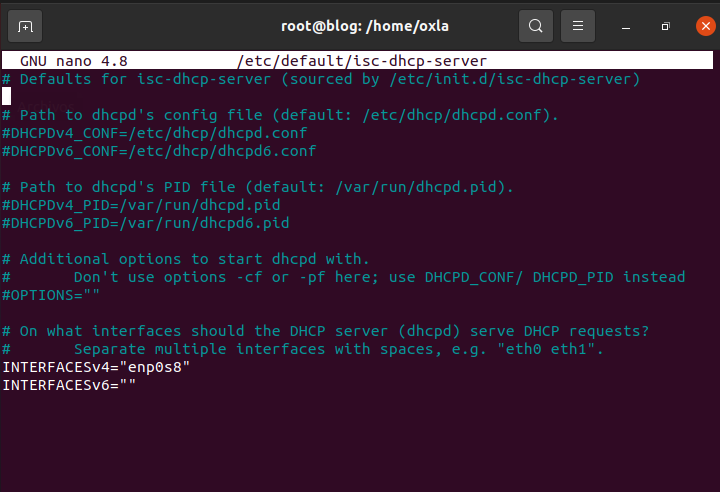 root@blog: /home/oxla
GNU nano 4.8 /etc/default/isc-dhcp-server
# Defaults for isc-dhcp-server (sourced by /etc/init.d/isc-dhcp-server)
# Path to dhcpd's config file (default: /etc/dhcp/dhcpd.conf).
#DHCPDv4_CONF=/etc/dhcp/dhcpd.conf
#DHCPDv6_CONF=/etc/dhcp/dhcpd6.conf
# Path to dhcpd's PID file (default: /var/run/dhcpd.pid).
#DHCPDv4_PID=/var/run/dhcpd.pid
#DHCPDv6_PID=/var/run/dhcpd6.pid
# Additional options to start dhcpd with.
#       Don't use options -cf or -pf here; use DHCPD_CONF/ DHCPD_PID instead
#OPTIONS=""
# On what interfaces should the DHCP server (dhcpd) serve DHCP requests?
#       Separate multiple interfaces with spaces, e.g. "eth0 eth1".
INTERFACESv4="enp0s8"
INTERFACESv6=""